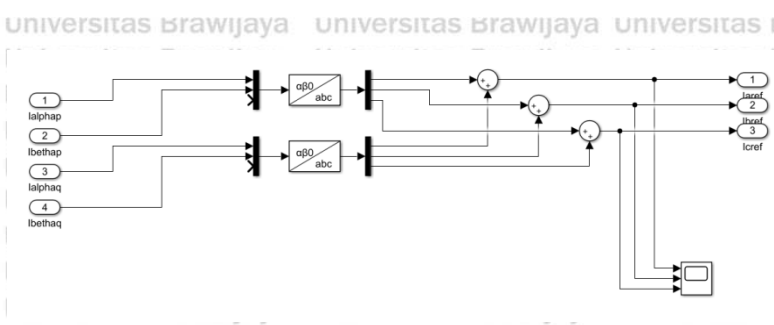 Universitas Brawijaya Universitas Brawijaya Universitas
1
Ialphap
2
Ibethap
3
Ialphaq
4
Ibethaq
αβ0
abc
αβ0
abc
+
+
+
+
+
+
1
Iaref
2
Ibref
3
Icref